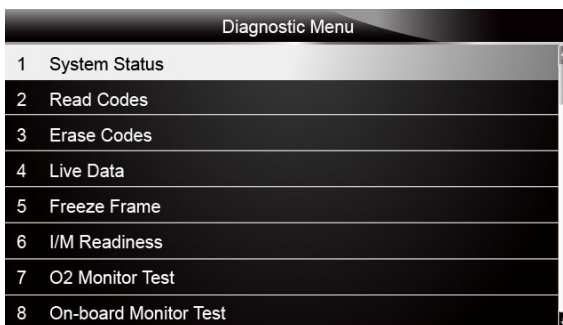 Diagnostic Menu
1 System Status
2 Read Codes
3 Erase Codes
4 Live Data
5 Freeze Frame
6 I/M Readiness
7 O2 Monitor Test
8 On-board Monitor Test